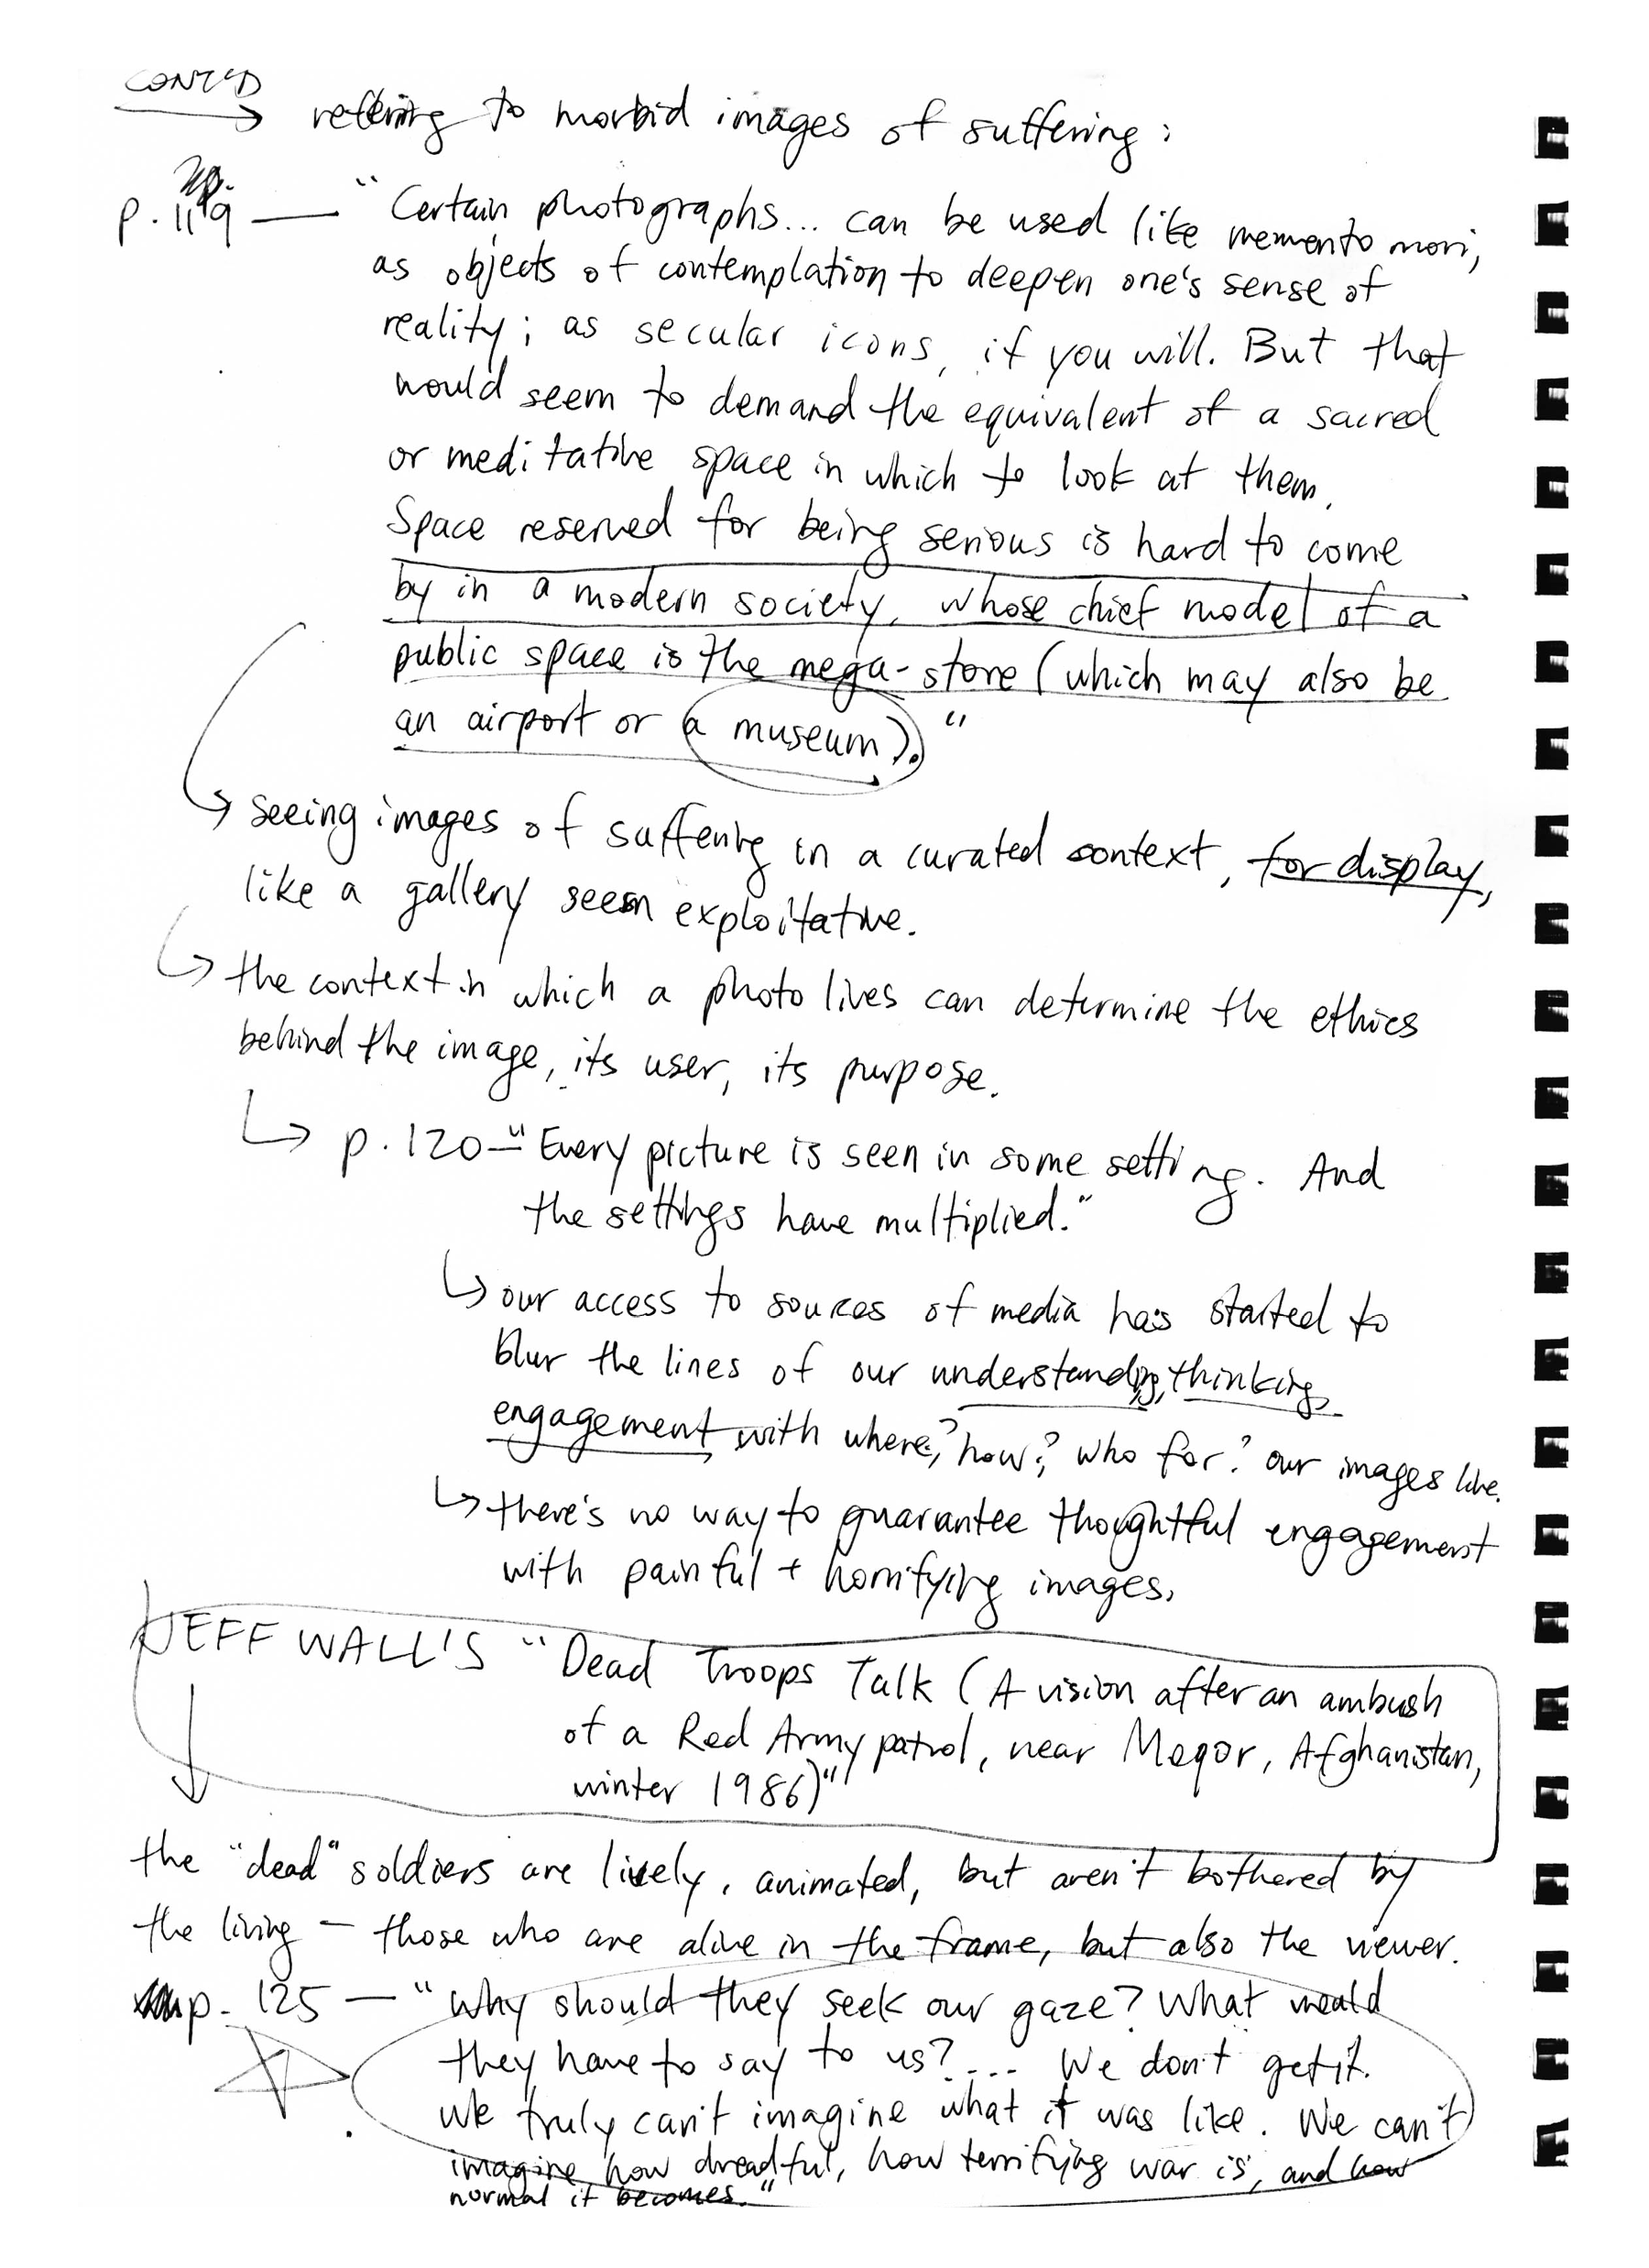 CONT'D
refering to morbid images of suffering:
p. 119 — "Certain photographs... can be used like memento mori,
as objects of contemplation to deepen one's sense of
reality; as secular icons, if you will. But that
would seem to demand the equivalent of a sacred
or meditative space in which to look at them.
Space reserved for being serious is hard to come
by in a modern society, whose chief model of a
public space is the mega-store (which may also be
an airport or a museum)."
seeing images of suffering in a curated context, for display,
like a gallery seem exploitative.
the context in which a photo lives can determine the ethics
behind the image, its user, its purpose.
p. 120 — "Every picture is seen in some setting. And
the settings have multiplied."
our access to sources of media has started to
blur the lines of our understanding, thinking,
engagement with where?, how?, who for? our images live.
there's no way to guarantee thoughtful engagement
with painful + horrifying images.
JEFF WALL'S "Dead Troops Talk (A vision after an ambush
of a Red Army patrol, near Moqor, Afghanistan,
winter 1986)"
the "dead" soldiers are lively, animated, but aren't bothered by
the living — those who are alive in the frame, but also the viewer.
p. 125 — "Why should they seek our gaze? What would
they have to say to us?... We don't get it.
We truly can't imagine what it was like. We can't
imagine how dreadful, how terrifying war is, and how
normal it becomes."